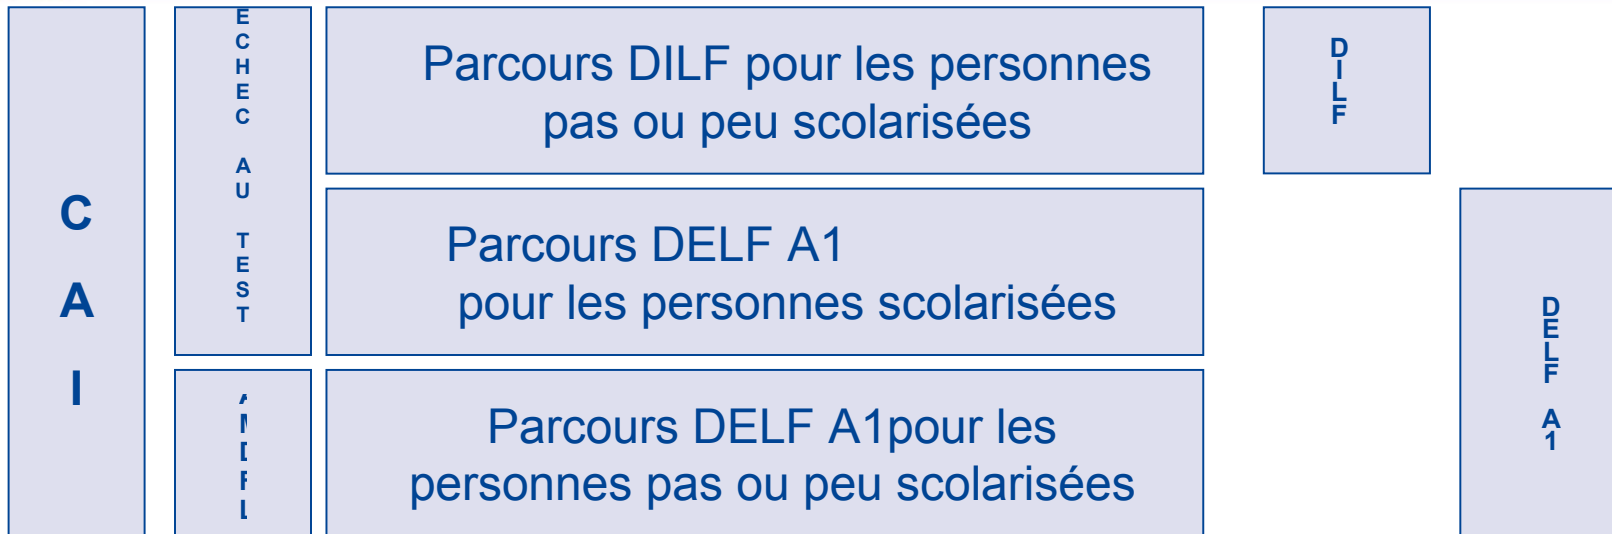 C A I
ECHEC AU TEST
Parcours DILF pour les personnes
pas ou peu scolarisées
DILF
Parcours DELF A1
pour les personnes scolarisées
Parcours DELF A1pour les
personnes pas ou peu scolarisées
DELF A1